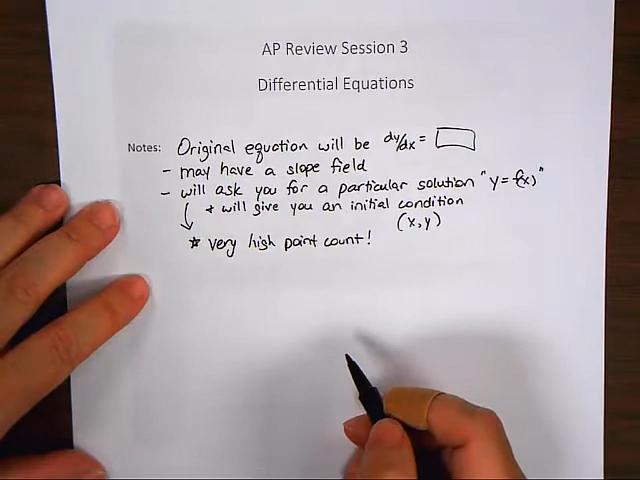 AP Review Session 3
Differential Equations
Notes: Original equation will be dy/dx = □
- may have a slope field
- will ask you for a particular solution "y = f(x)"
+ will give you an initial condition
(x,y)
* very high point count!